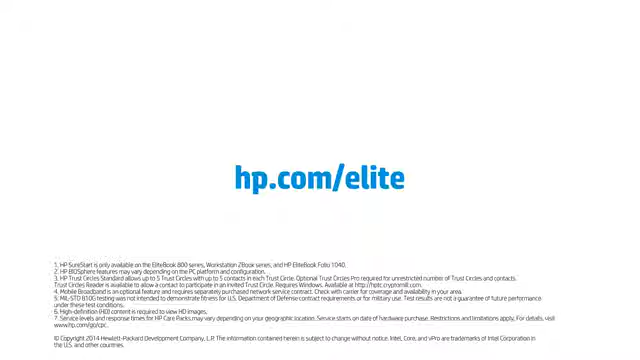 hp.com/elite
1. HP SureStart is only available on the EliteBook 800 series, Workstation ZBook series, and HP EliteBook Folio 1040.
2. HP BIOSphere features may vary depending on the PC platform and configuration.
3. HP Trust Circles Standard allows up to 5 Trust Circles with up to 5 contacts in each Trust Circle. Optional Trust Circles Pro required for unrestricted number of Trust Circles and contacts.
Trust Circles Reader is available to allow a contact to participate in an invited Trust Circle. Requires Windows. Available at http://hptc.cryptomill.com.
4. Mobile Broadband is an optional feature and requires separately purchased network service contract. Check with carrier for coverage and availability in your area.
5. MIL-STD 810G testing was not intended to demonstrate fitness for U.S. Department of Defense contract requirements or for military use. Test results are not a guarantee of future performance
under these test conditions.
6. High-definition (HD) content is required to view HD images.
7. Service levels and response times for HP Care Packs may vary depending on your geographic location. Service starts on date of hardware purchase. Restrictions and limitations apply. For details, visit
www.hp.com/go/cpc.
© Copyright 2014 Hewlett-Packard Development Company, L.P. The information contained herein is subject to change without notice. Intel, Core, and vPro are trademarks of Intel Corporation in
the U.S. and other countries.